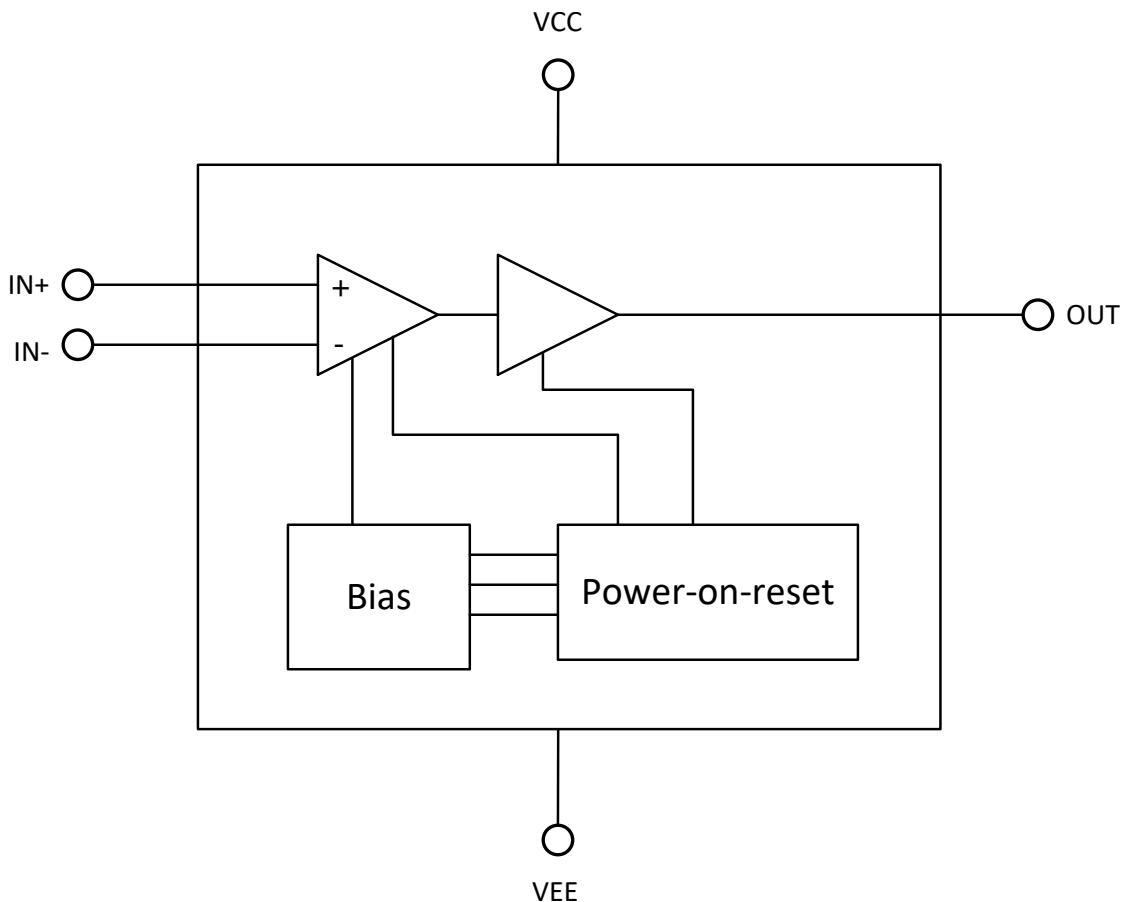 VCC
IN+
+
IN-
-
OUT
Bias
Power-on-reset
VEE